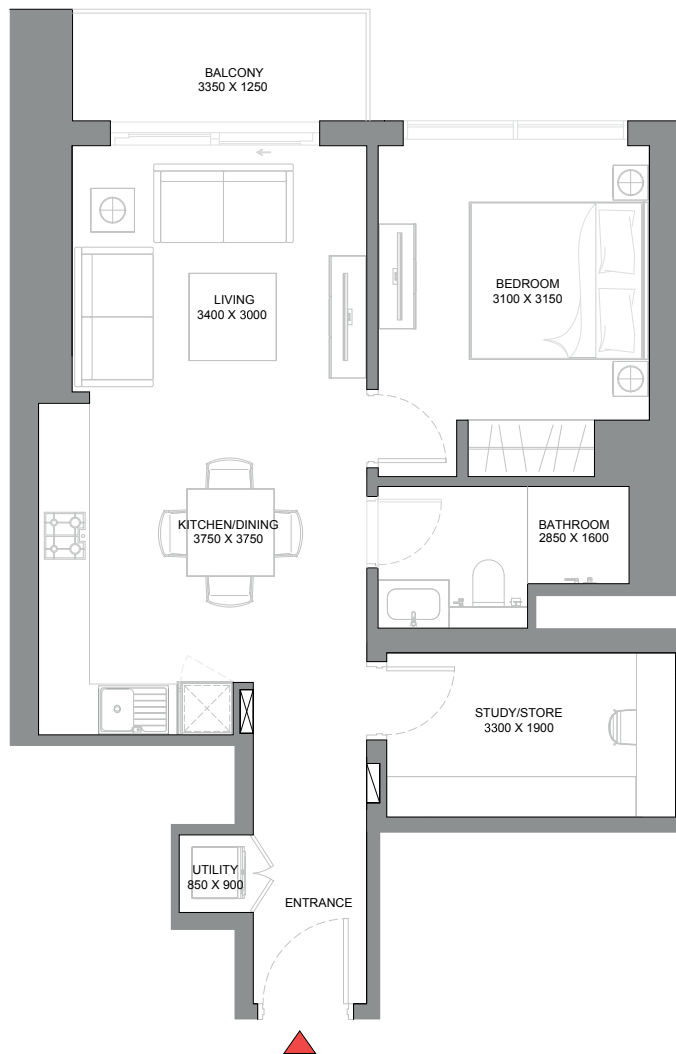 BALCONY
3350 X 1250
LIVING
3400 X 3000
BEDROOM
3100 X 3150
KITCHEN/DINING
3750 X 3750
BATHROOM
2850 X 1600
STUDY/STORE
3300 X 1900
UTILITY
850 X 900
ENTRANCE